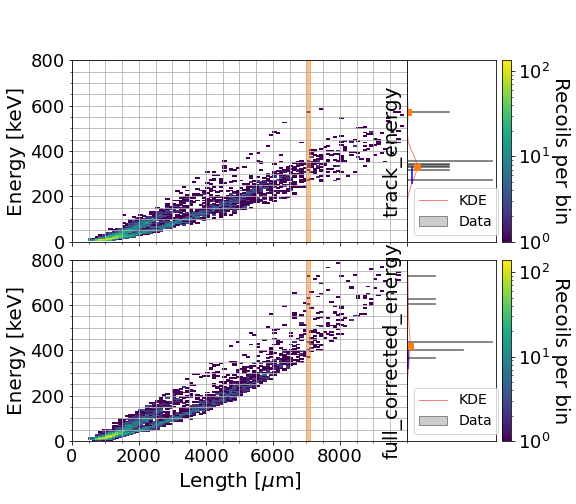 800
600
400
200
0
Energy [keV]
track_energy
KDE
Data
10²
10¹
10⁰
Recoils per bin
800
600
400
200
0
Energy [keV]
0
2000
4000
6000
8000
Length [μm]
full_corrected_energy
KDE
Data
10²
10¹
10⁰
Recoils per bin